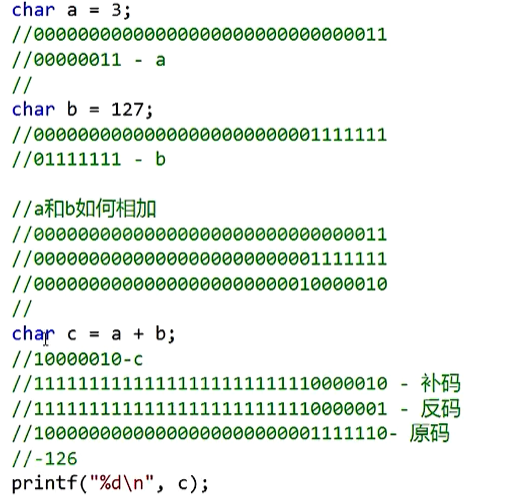 char a = 3;
//00000000000000000000000000000011
//00000011 - a
//
char b = 127;
//00000000000000000000000001111111
//01111111 - b
//a和b如何相加
//00000000000000000000000000000011
//00000000000000000000000001111111
//00000000000000000000000010000010
//
char c = a + b;
//10000010-c
//11111111111111111111111110000010 - 补码
//11111111111111111111111110000001 - 反码
//10000000000000000000000001111110- 原码
//-126
printf("%d\n", c);